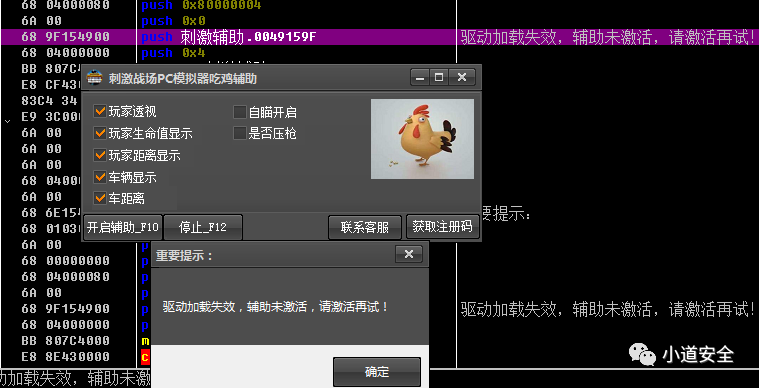 68 04000080 push 0x80000004
6A 00 push 0x0
68 9F154900 push 刺激辅助.0049159F 驱动加载失效，辅助未激活，请激活再试!
68 04000000 push 0x4
BB 807C4
E8 CF43
83C4 34
E9 3C00
6A 00
6A 00
6A 00
68 0400
6A 00
68 6E15
68 0103
6A 00
68 00000000
68 04000080
6A 00
68 9F154900 驱动加载失效，辅助未激活，请激活再试!
68 04000000
BB 807C4000 m
E8 8E430000 c
动加载失效，辅助未激
刺激战场PC模拟器吃鸡辅助
玩家透视 自瞄开启
玩家生命值显示 是否压枪
玩家距离显示
车辆显示
车距离
开启辅助_F10 停止_F12 联系客服 获取注册码
要提示：
重要提示：
驱动加载失效，辅助未激活，请激活再试！
确定
小道安全